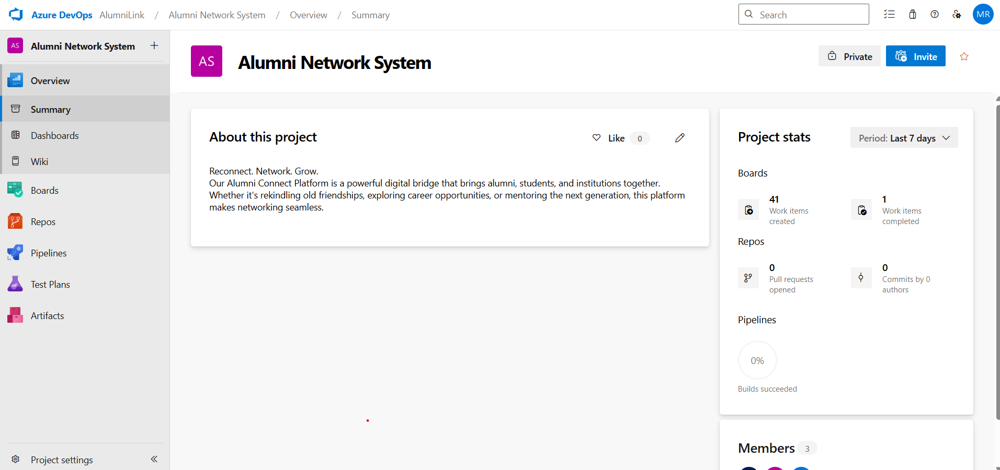 Azure DevOps AlumniLink / Alumni Network System / Overview / Summary
Search
MR
AS Alumni Network System
Overview
Summary
Dashboards
Wiki
Boards
Repos
Pipelines
Test Plans
Artifacts
Project settings
AS Alumni Network System
Private
Invite
About this project
Like 0
Reconnect. Network. Grow.
Our Alumni Connect Platform is a powerful digital bridge that brings alumni, students, and institutions together.
Whether it's rekindling old friendships, exploring career opportunities, or mentoring the next generation, this platform
makes networking seamless.
Project stats
Period: Last 7 days
Boards
41
Work items
created
1
Work items
completed
Repos
0
Pull requests
opened
0
Commits by 0
authors
Pipelines
0%
Builds succeeded
Members 3